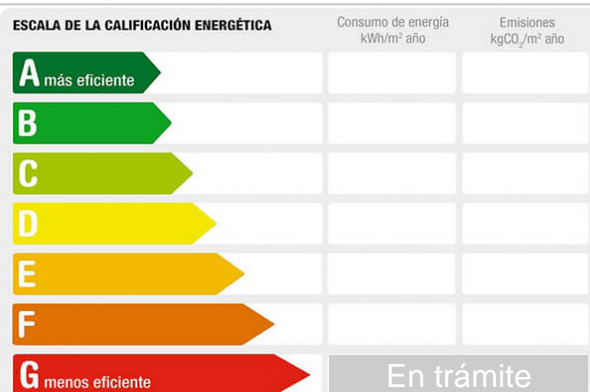 ESCALA DE LA CALIFICACIÓN ENERGÉTICA
Consumo de energía
kWh/m² año
Emisiones
kgCO₂/m² año
A más eficiente
B
C
D
E
F
G menos eficiente
En trámite